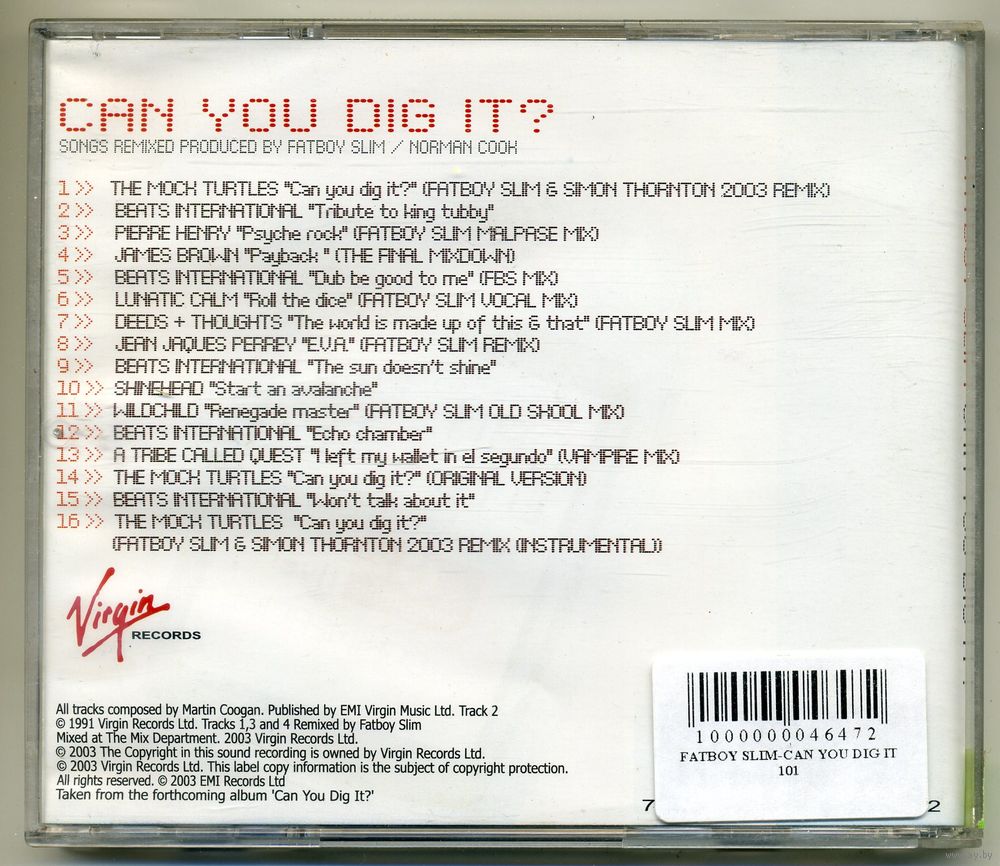 CAN YOU DIG IT?
SONGS REMIXED PRODUCED BY FATBOY SLIM / NORMAN COOK
1 >> THE MOCK TURTLES "Can you dig it?" (FATBOY SLIM & SIMON THORNTON 2003 REMIX)
2 >> BEATS INTERNATIONAL "Tribute to king tubby"
3 >> PIERRE HENRY "Psyche rock" (FATBOY SLIM MALPASE MIX)
4 >> JAMES BROWN "Payback " (THE FINAL MIXDOWN)
5 >> BEATS INTERNATIONAL "Dub be good to me" (FBS MIX)
6 >> LUNATIC CALM "Roll the dice" (FATBOY SLIM VOCAL MIX)
7 >> DEEDS + THOUGHTS "The world is made up of this & that" (FATBOY SLIM MIX)
8 >> JEAN JAQUES PERREY "E.V.A." (FATBOY SLIM REMIX)
9 >> BEATS INTERNATIONAL "The sun doesn't shine"
10 >> SHINEHEAD "Start an avalanche"
11 >> WILDCHILD "Renegade master" (FATBOY SLIM OLD SKOOL MIX)
12 >> BEATS INTERNATIONAL "Echo chamber"
13 >> A TRIBE CALLED QUEST "I left my wallet in el segundo" (VAMPIRE MIX)
14 >> THE MOCK TURTLES "Can you dig it?" (ORIGINAL VERSION)
15 >> BEATS INTERNATIONAL "Won't talk about it"
16 >> THE MOCK TURTLES "Can you dig it?"
(FATBOY SLIM & SIMON THORNTON 2003 REMIX (INSTRUMENTAL))
Virgin
RECORDS
All tracks composed by Martin Coogan. Published by EMI Virgin Music Ltd. Track 2
© 1991 Virgin Records Ltd. Tracks 1,3 and 4 Remixed by Fatboy Slim
Mixed at The Mix Department. 2003 Virgin Records Ltd.
© 2003 The Copyright in this sound recording is owned by Virgin Records Ltd.
© 2003 Virgin Records Ltd. This label copy information is the subject of copyright protection.
All rights reserved. © 2003 EMI Records Ltd
Taken from the forthcoming album 'Can You Dig It?'
1000000046472
FATBOY SLIM-CAN YOU DIG IT
101
7 2